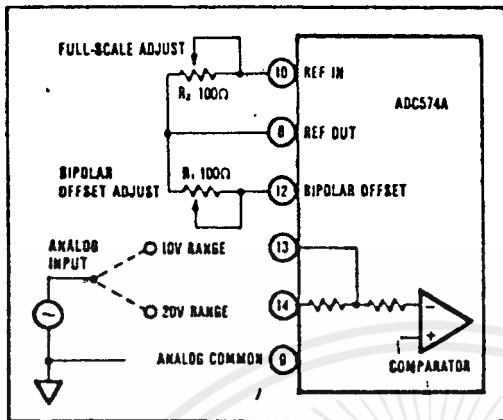 FULL-SCALE ADJUST
R₂ 100Ω
10 REF IN
ADC574A
8 REF OUT
BIPOLAR
OFFSET ADJUST
R₁ 100Ω
12 BIPOLAR OFFSET
ANALOG
INPUT
10V RANGE
13
20V RANGE
14
−
+
COMPARATOR
ANALOG COMMON 9